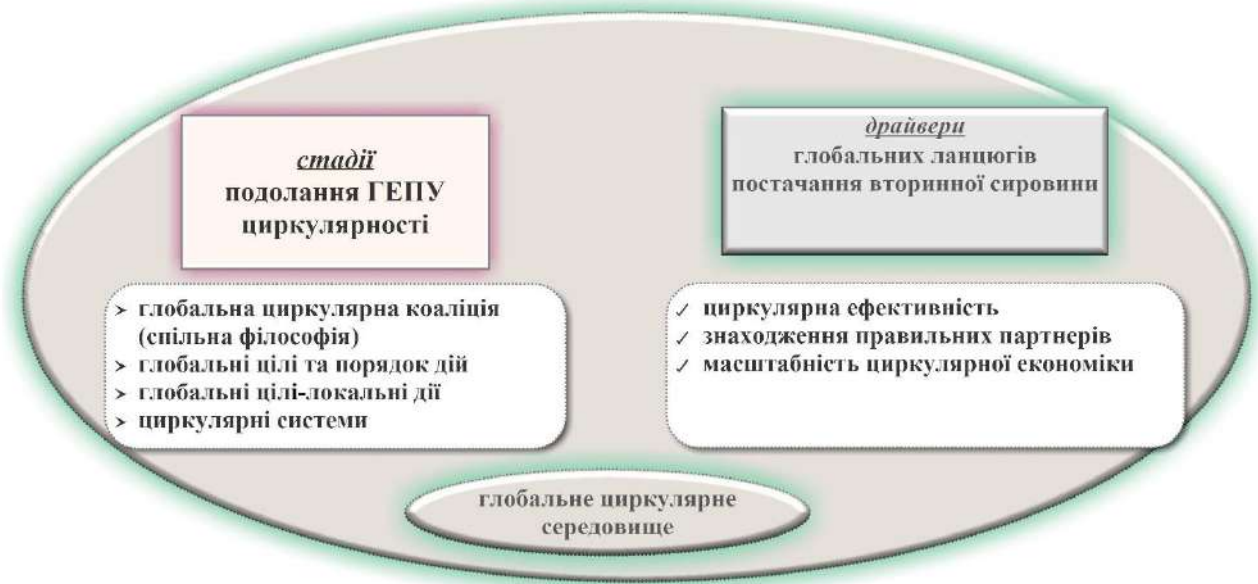 стадії
подолання ГЕПУ
циркулярності
➢ глобальна циркулярна коаліція
(спільна філософія)
➢ глобальні цілі та порядок дій
➢ глобальні цілі-локальні дії
➢ циркулярні системи
драйвери
глобальних ланцюгів
постачання вторинної сировини
✓ циркулярна ефективність
✓ знаходження правильних партнерів
✓ масштабність циркулярної економіки
глобальне циркулярне
середовище